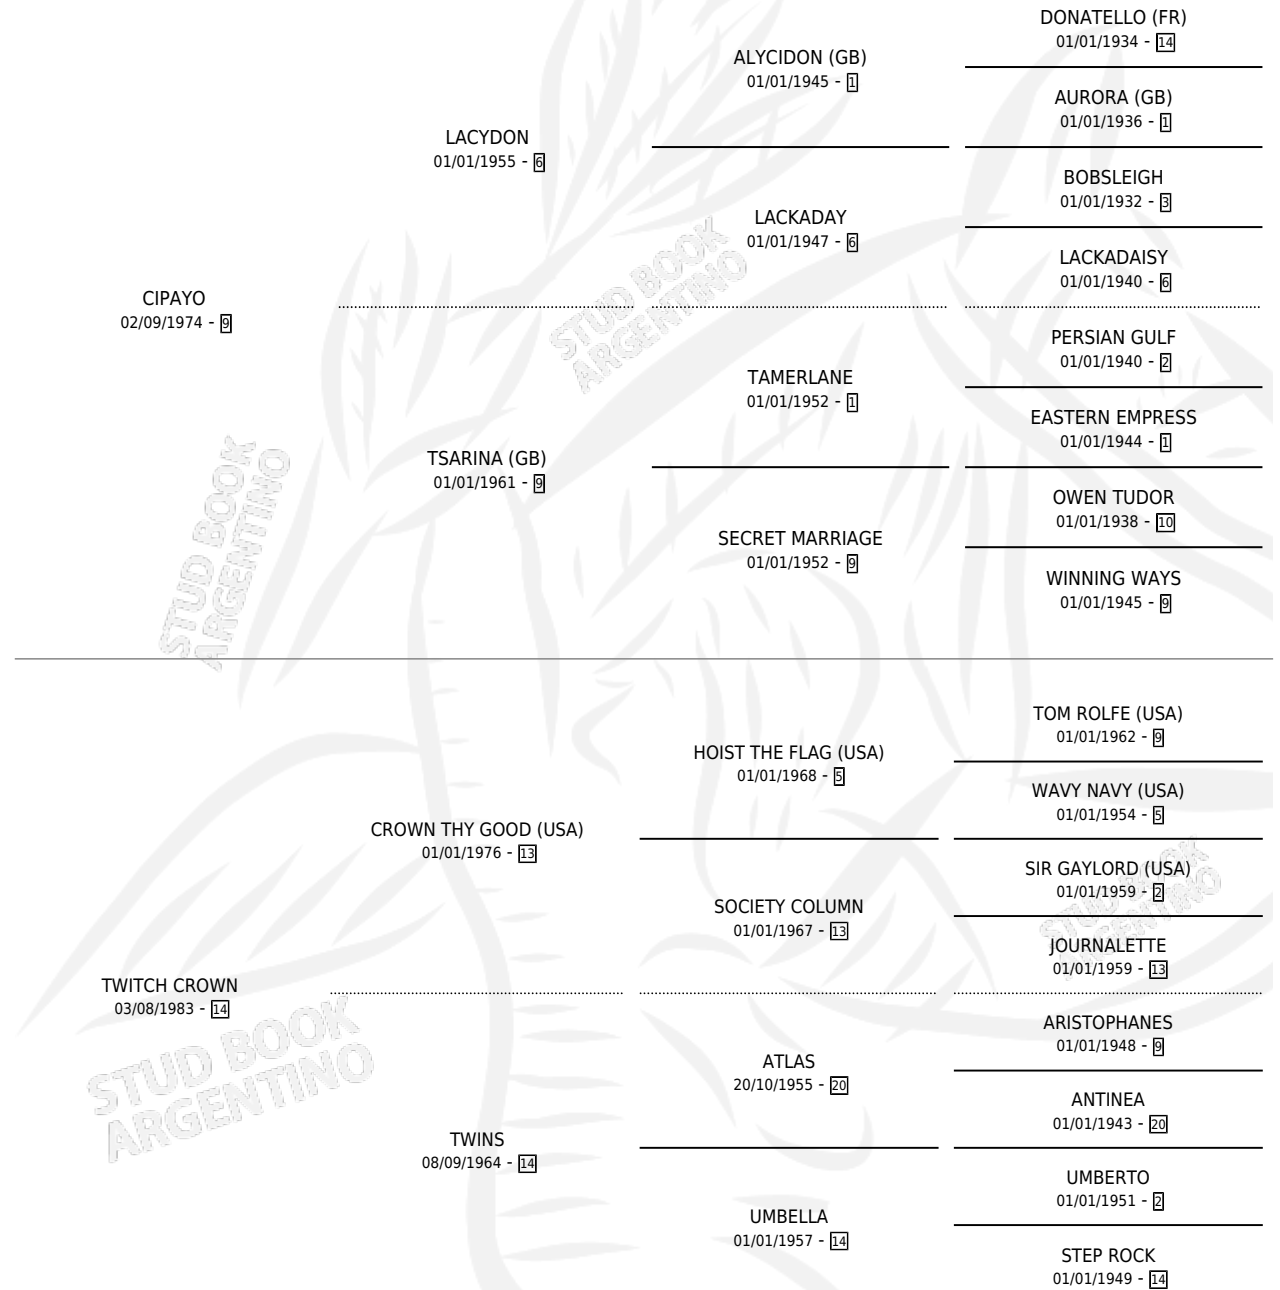 DONATELLO (FR)
01/01/1934 - 14
ALYCIDON (GB)
01/01/1945 - 1
AURORA (GB)
01/01/1936 - 1
LACYDON
01/01/1955 - 6
BOBSLEIGH
01/01/1932 - 3
LACKADAY
01/01/1947 - 6
LACKADAISY
01/01/1940 - 6
CIPAYO
02/09/1974 - 9
STUD BOOK
ARGENTINO
PERSIAN GULF
01/01/1940 - 2
TAMERLANE
01/01/1952 - 1
EASTERN EMPRESS
01/01/1944 - 1
TSARINA (GB)
01/01/1961 - 9
OWEN TUDOR
01/01/1938 - 10
SECRET MARRIAGE
01/01/1952 - 9
WINNING WAYS
01/01/1945 - 9
STUD BOOK
ARGENTINO
TOM ROLFE (USA)
01/01/1962 - 9
HOIST THE FLAG (USA)
01/01/1968 - 5
WAVY NAVY (USA)
01/01/1954 - 5
CROWN THY GOOD (USA)
01/01/1976 - 13
SIR GAYLORD (USA)
01/01/1959 - 2
SOCIETY COLUMN
01/01/1967 - 13
STUD BOOK
ARGENTINO
JOURNALETTE
01/01/1959 - 13
TWITCH CROWN
03/08/1983 - 14
STUD BOOK
ARGENTINO
ARISTOPHANES
01/01/1948 - 9
ATLAS
20/10/1955 - 20
ANTINEA
01/01/1943 - 20
TWINS
08/09/1964 - 14
UMBERTO
01/01/1951 - 2
UMBELLA
01/01/1957 - 14
STEP ROCK
01/01/1949 - 14